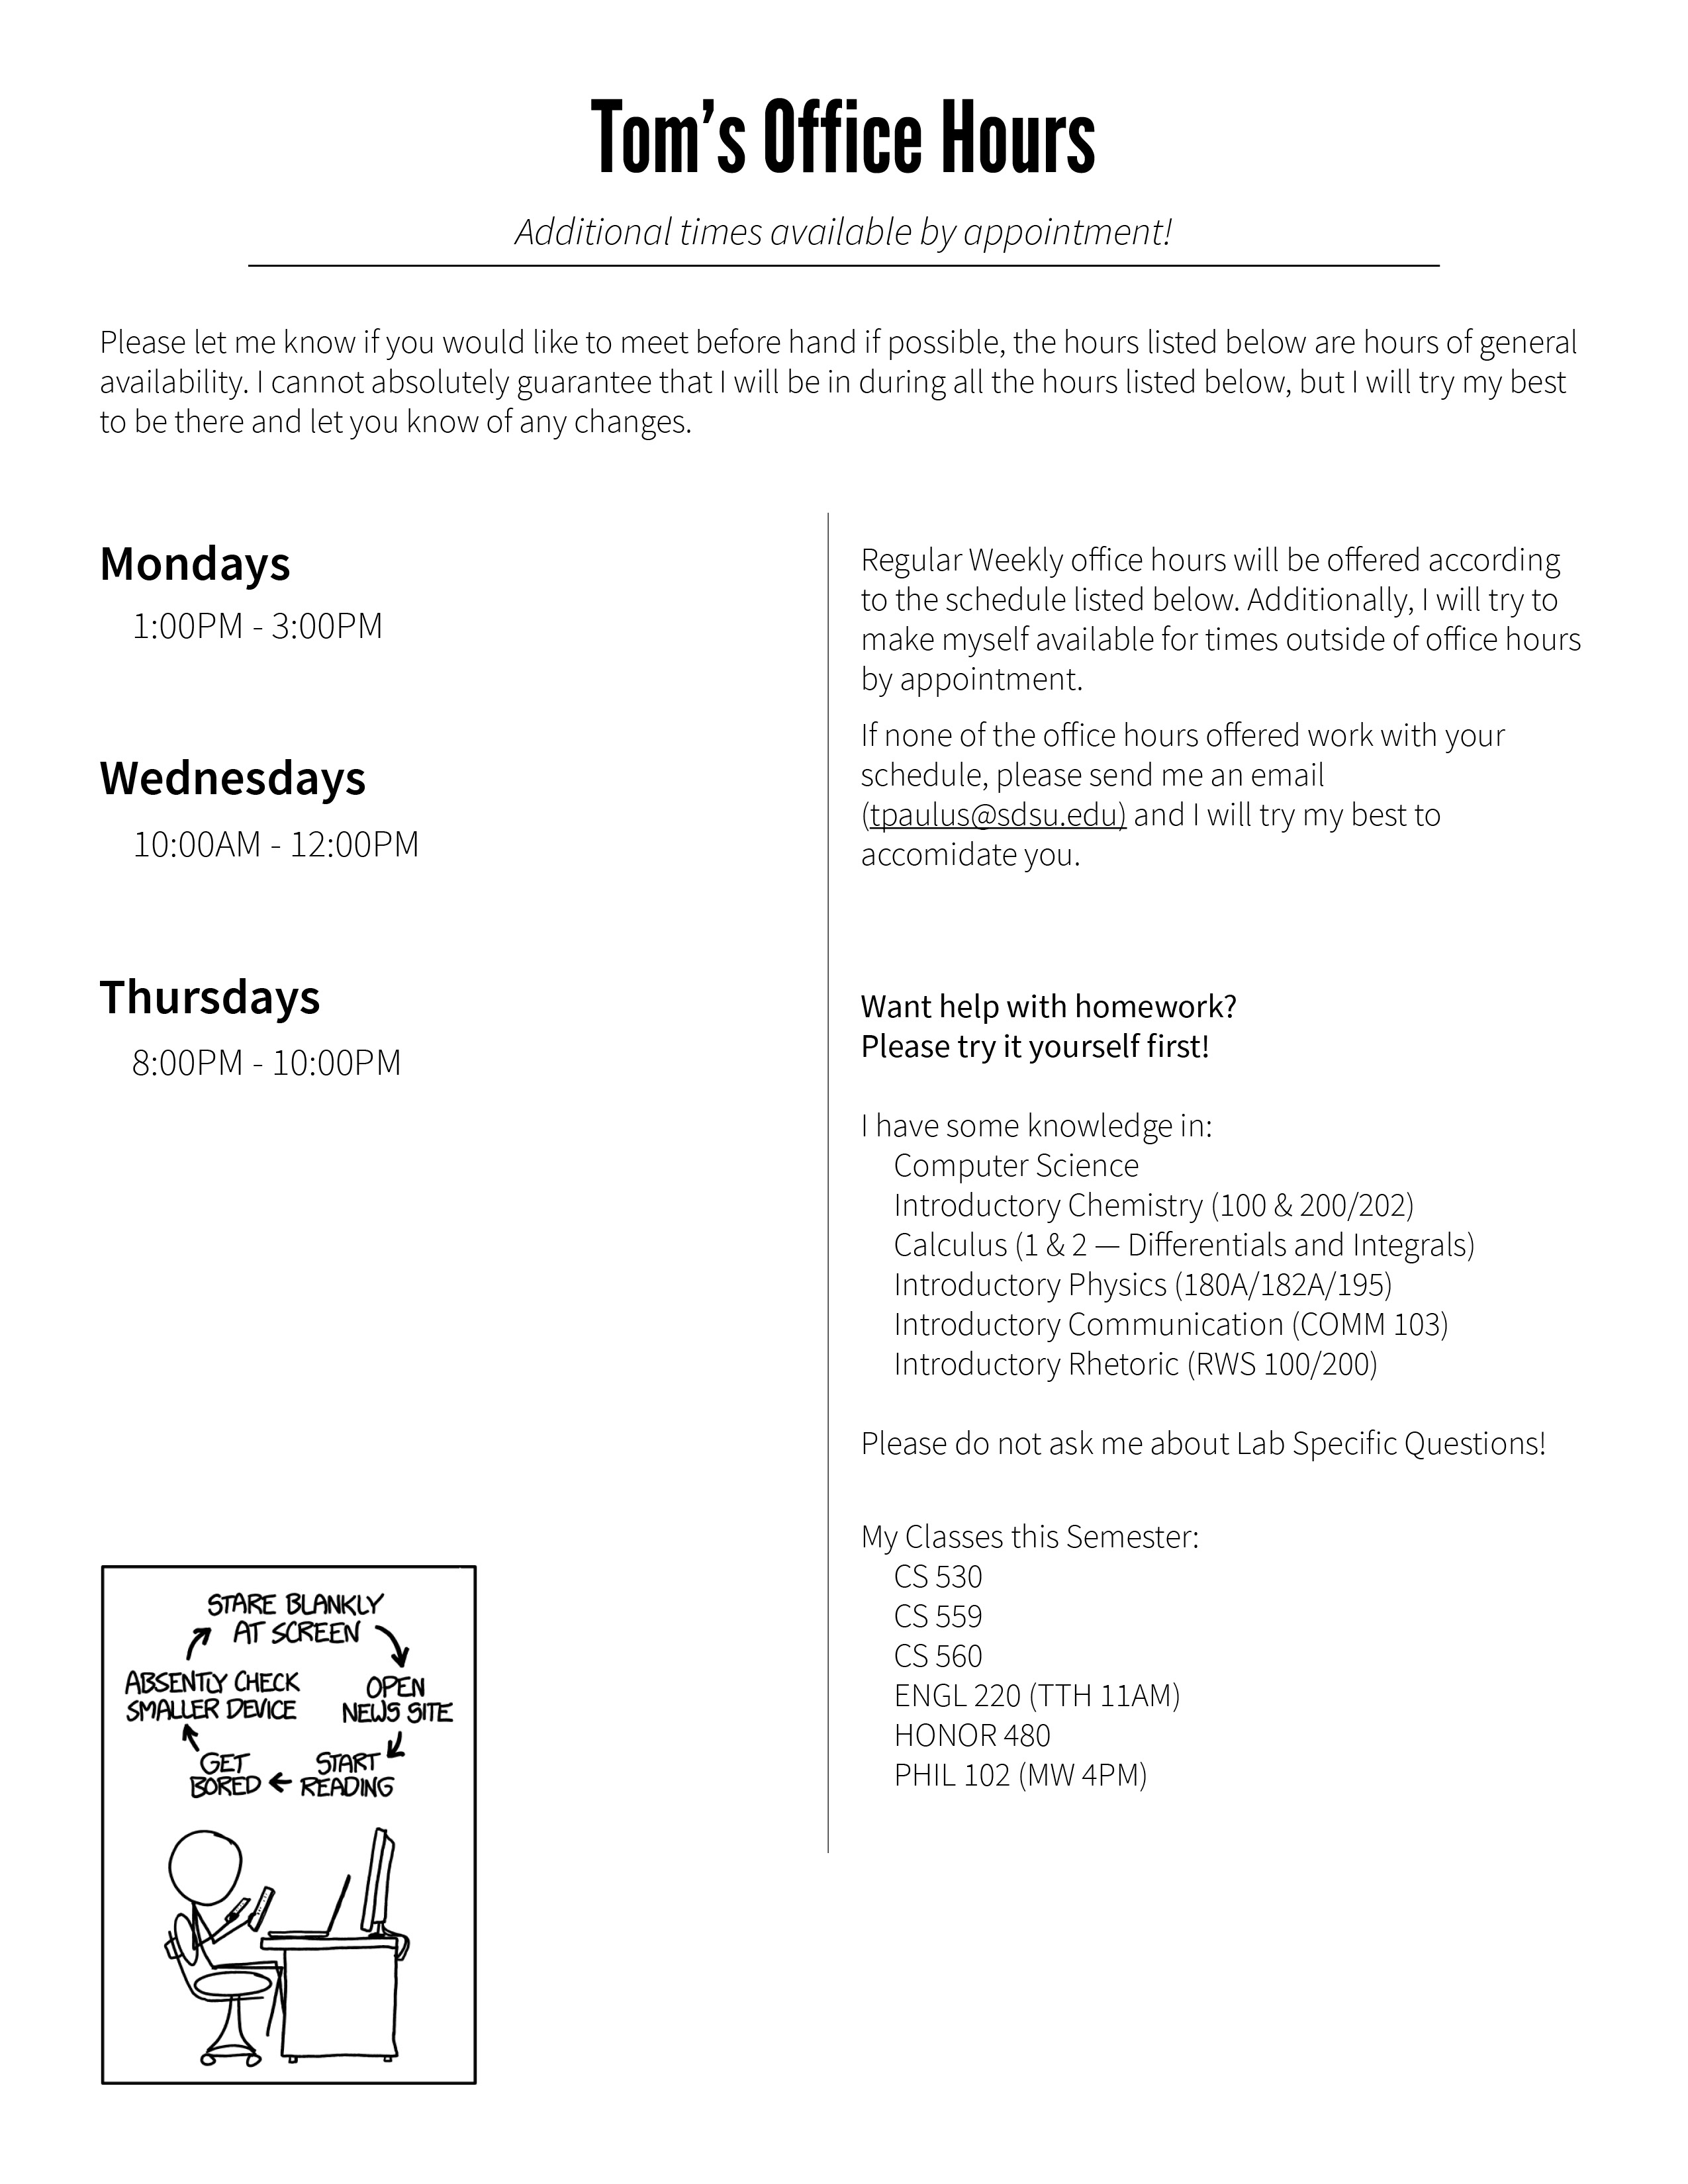 Tom’s Office Hours
Additional times available by appointment!
Please let me know if you would like to meet before hand if possible, the hours listed below are hours of general
availability. I cannot absolutely guarantee that I will be in during all the hours listed below, but I will try my best
to be there and let you know of any changes.
Mondays
1:00PM - 3:00PM
Wednesdays
10:00AM - 12:00PM
Thursdays
8:00PM - 10:00PM
STARE BLANKLY
AT SCREEN
OPEN
NEWS SITE
START
READING
GET
BORED
ABSENTLY CHECK
SMALLER DEVICE
Regular Weekly office hours will be offered according
to the schedule listed below. Additionally, I will try to
make myself available for times outside of office hours
by appointment.
If none of the office hours offered work with your
schedule, please send me an email
(tpaulus@sdsu.edu) and I will try my best to
accomidate you.
Want help with homework?
Please try it yourself first!
I have some knowledge in:
Computer Science
Introductory Chemistry (100 & 200/202)
Calculus (1 & 2 — Differentials and Integrals)
Introductory Physics (180A/182A/195)
Introductory Communication (COMM 103)
Introductory Rhetoric (RWS 100/200)
Please do not ask me about Lab Specific Questions!
My Classes this Semester:
CS 530
CS 559
CS 560
ENGL 220 (TTH 11AM)
HONOR 480
PHIL 102 (MW 4PM)